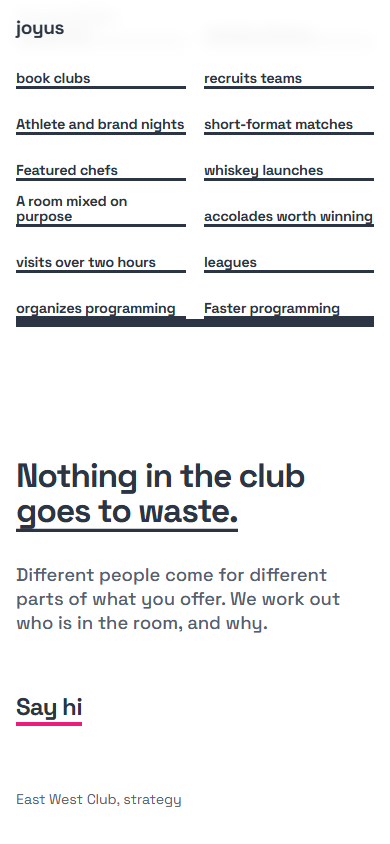 joyus
book clubs
recruits teams
Athlete and brand nights
short-format matches
Featured chefs
whiskey launches
A room mixed on
purpose
accolades worth winning
visits over two hours
leagues
organizes programming
Faster programming
Nothing in the club
goes to waste.
Different people come for different
parts of what you offer. We work out
who is in the room, and why.
Say hi
East West Club, strategy